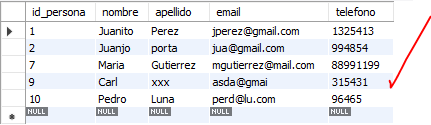 id_persona nombre apellido email telefono
1 Juanito Perez jperez@gmail.com 1325413
2 Juanjo porta jua@gmail.com 994854
7 Maria Gutierrez mgutierrez@mail.com 88991199
9 Carl xxx asda@gmai 315431
10 Pedro Luna perd@lu.com 96465
NULL NULL NULL NULL NULL